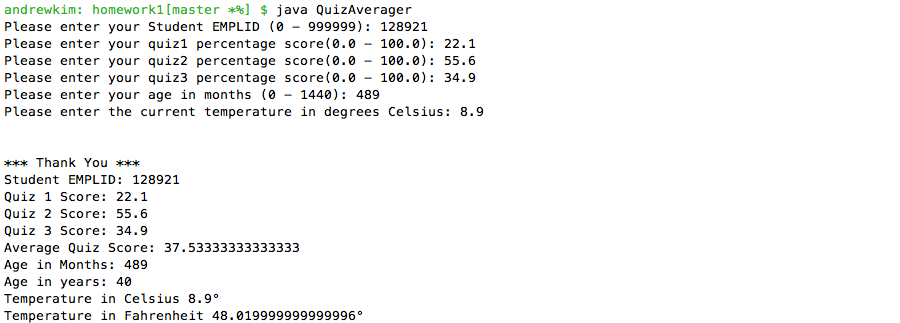 andrewkim: homework1[master *%] $ java QuizAverager
Please enter your Student EMPLID (0 - 999999): 128921
Please enter your quiz1 percentage score(0.0 - 100.0): 22.1
Please enter your quiz2 percentage score(0.0 - 100.0): 55.6
Please enter your quiz3 percentage score(0.0 - 100.0): 34.9
Please enter your age in months (0 - 1440): 489
Please enter the current temperature in degrees Celsius: 8.9
*** Thank You ***
Student EMPLID: 128921
Quiz 1 Score: 22.1
Quiz 2 Score: 55.6
Quiz 3 Score: 34.9
Average Quiz Score: 37.53333333333333
Age in Months: 489
Age in years: 40
Temperature in Celsius 8.9°
Temperature in Fahrenheit 48.019999999999996°